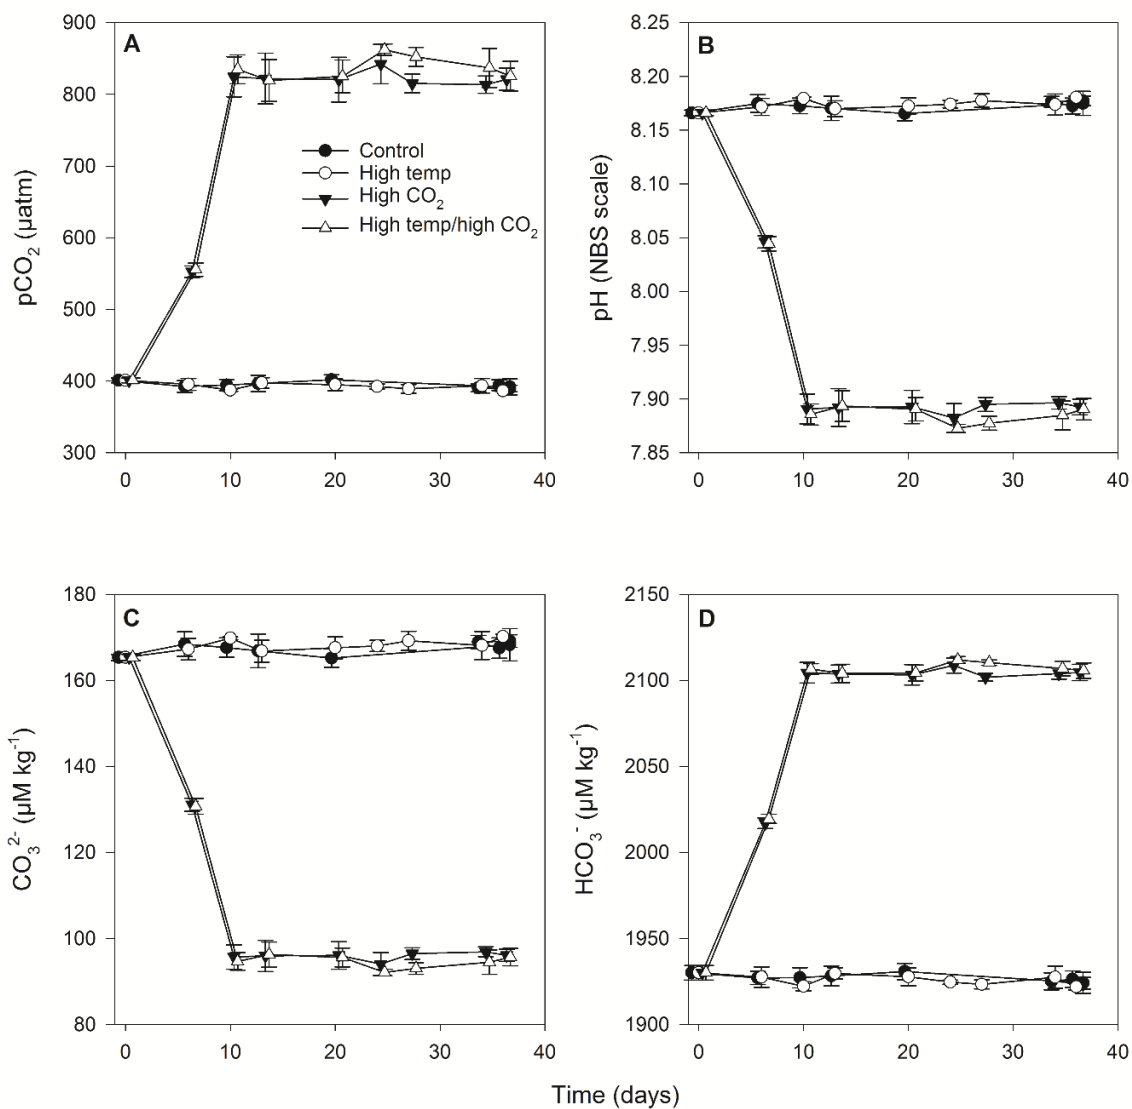 A
900
800
700
600
500
400
300
pCO2 (µatm)
Control
High temp
High CO2
High temp/high CO2
0 10 20 30 40
B
8.25
8.20
8.15
8.10
8.05
8.00
7.95
7.90
7.85
pH (NBS scale)
0 10 20 30 40
C
180
160
140
120
100
80
CO3 2- (µM kg-1)
0 10 20 30 40
D
2150
2100
2050
2000
1950
1900
HCO3 - (µM kg-1)
0 10 20 30 40
Time (days)